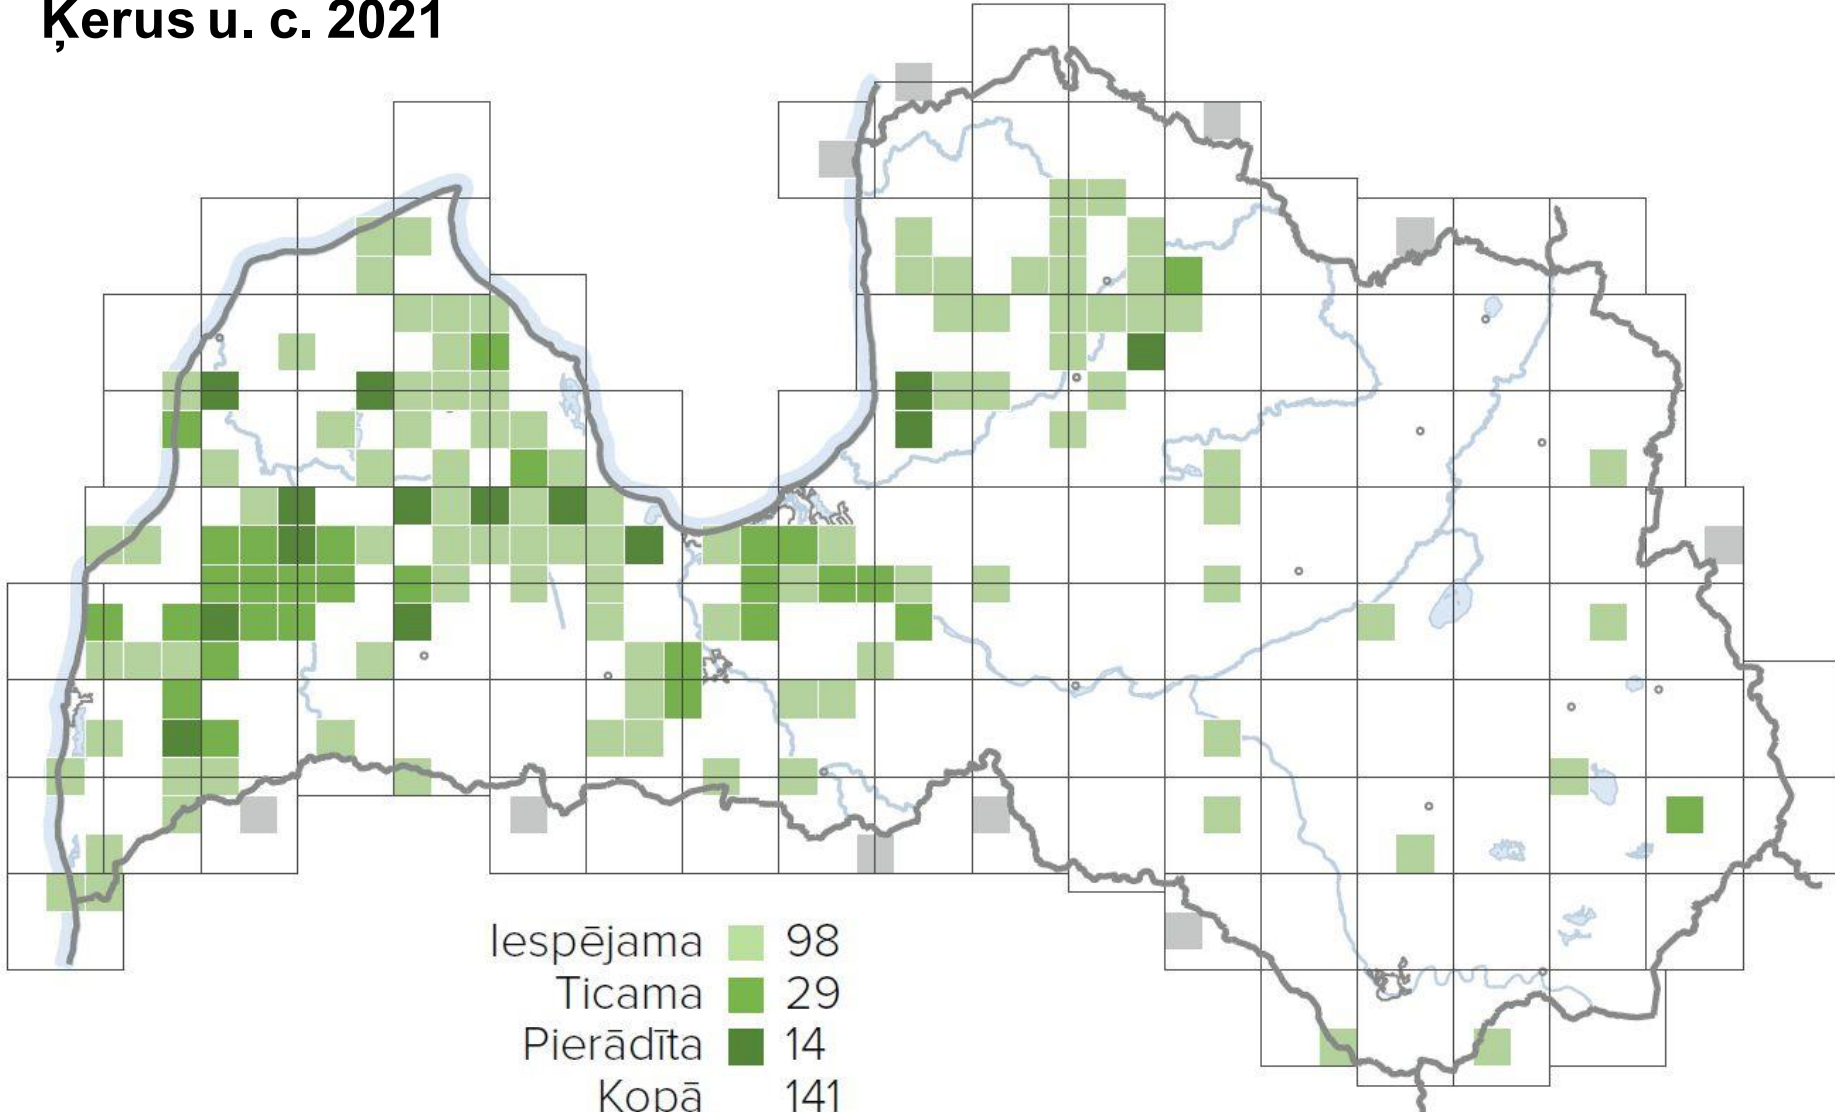 Ķerus u. c. 2021
Iespējama 98
Ticama 29
Pierādīta 14
Kopā 141